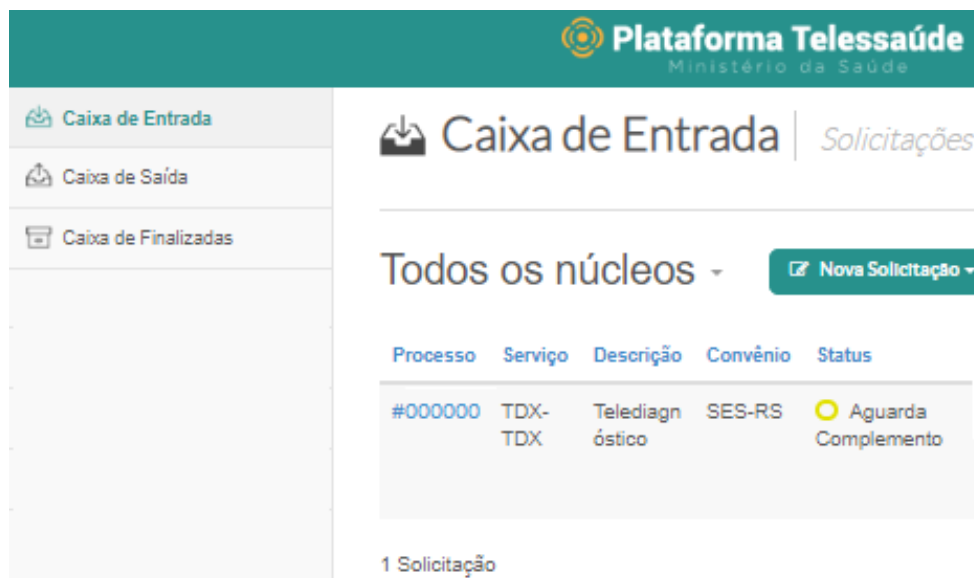 Plataforma Telessaúde
Ministério da Saúde
Caixa de Entrada
Caixa de Saída
Caixa de Finalizadas
Caixa de Entrada
Solicitações
Todos os núcleos
Nova Solicitação
Processo Serviço Descrição Convênio Status
#000000 TDX- Telediagn SES-RS Aguarda
TDX óstico Complemento
1 Solicitação